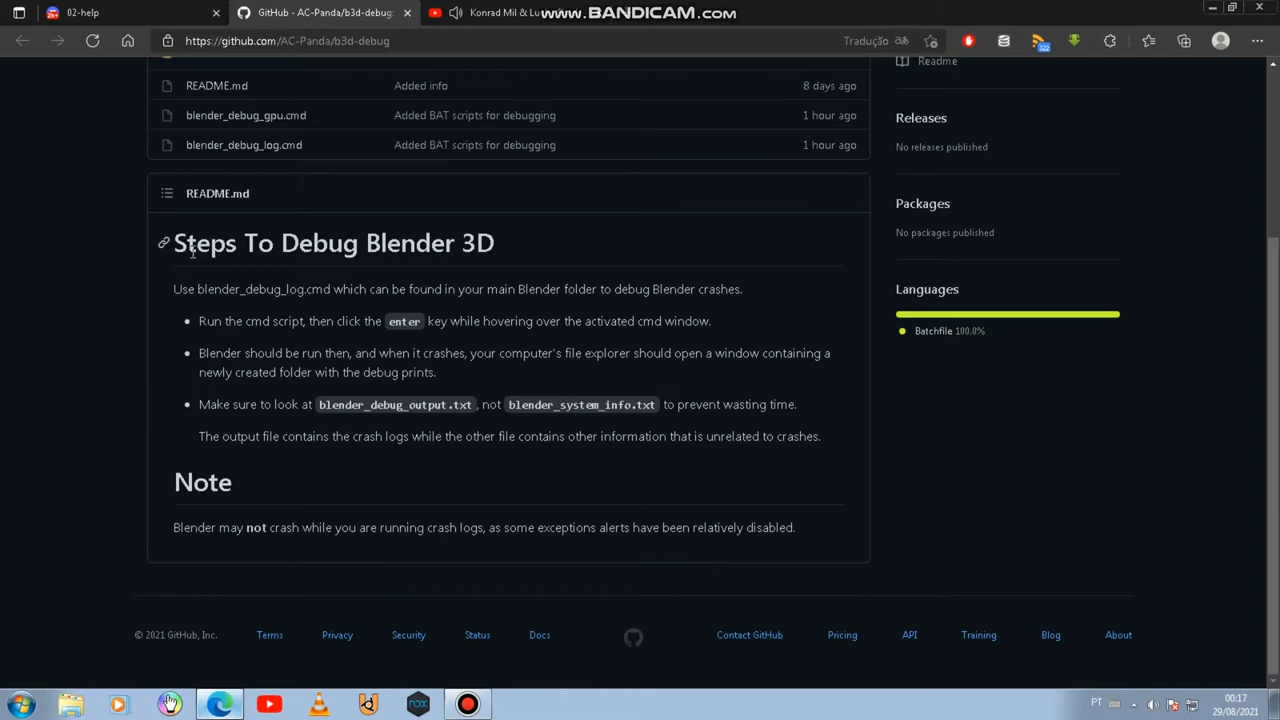 02-help
GitHub - AC-Panda/b3d-debug:
Konrad Mil & Lu
www.BANDICAM.com
https://github.com/AC-Panda/b3d-debug
Tradução
322
README.md
Added info
8 days ago
Readme
blender_debug_gpu.cmd
Added BAT scripts for debugging
1 hour ago
Releases
blender_debug_log.cmd
Added BAT scripts for debugging
1 hour ago
No releases published
README.md
Packages
No packages published
Steps To Debug Blender 3D
Use blender_debug_log.cmd which can be found in your main Blender folder to debug Blender crashes.
Languages
Run the cmd script, then click the enter key while hovering over the activated cmd window.
Batchfile 100.0%
Blender should be run then, and when it crashes, your computer's file explorer should open a window containing a
newly created folder with the debug prints.
Make sure to look at blender_debug_output.txt, not blender_system_info.txt to prevent wasting time.
The output file contains the crash logs while the other file contains other information that is unrelated to crashes.
Note
Blender may not crash while you are running crash logs, as some exceptions alerts have been relatively disabled.
© 2021 GitHub, Inc.
Terms
Privacy
Security
Status
Docs
Contact GitHub
Pricing
API
Training
Blog
About
PT
00:17
29/08/2021